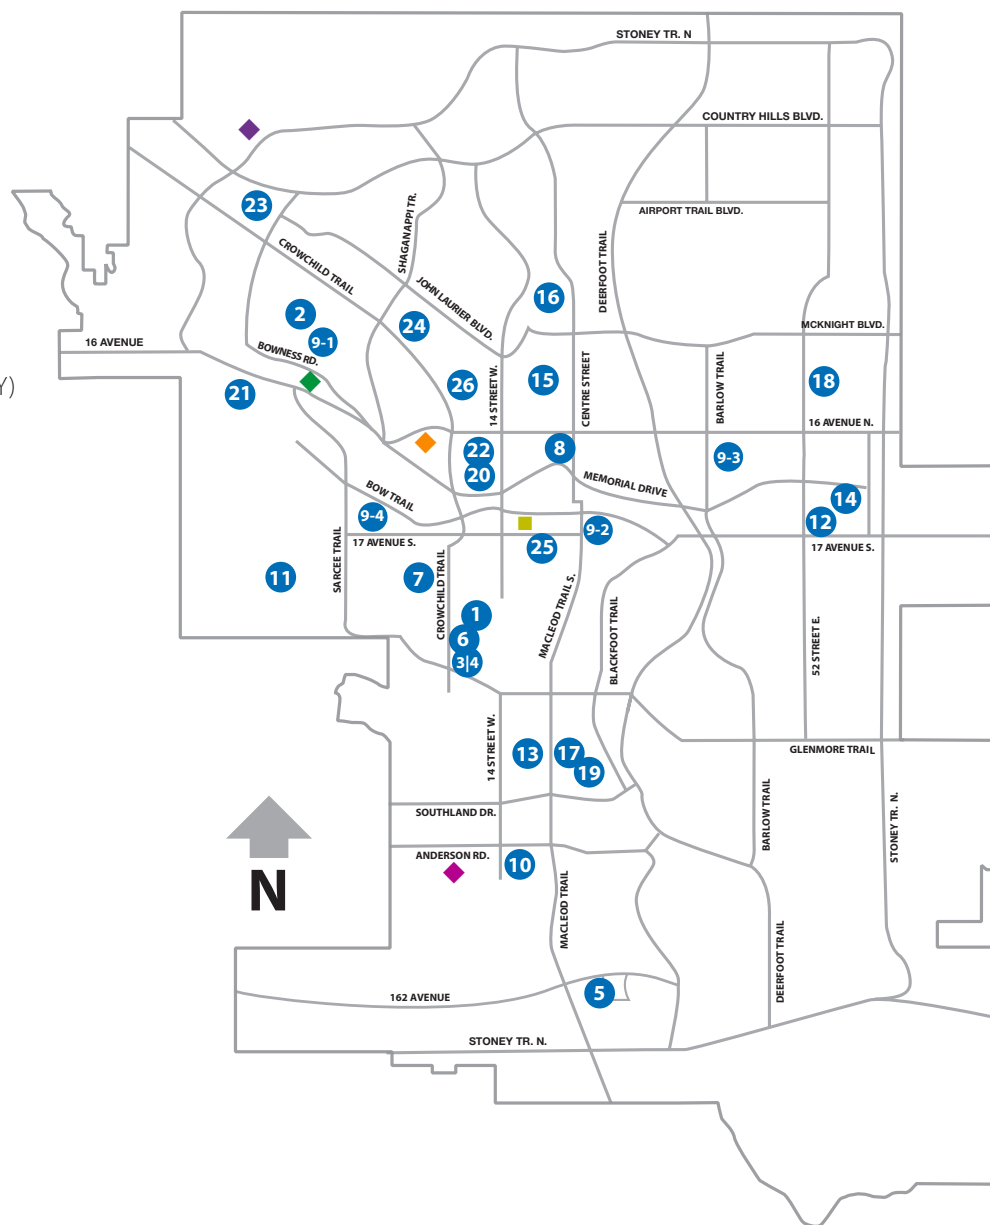 STONEY TR. N
COUNTRY HILLS BLVD.
23
SHAGANAPPI TR.
AIRPORT TRAIL BLVD.
CROWCHILD TRAIL
DEERFOOT TRAIL
JOHN LAURIER BLVD.
16
2
24
MCKNIGHT BLVD.
16 AVENUE
9-1
BOWNESS RD.
Y)
21
26
14 STREET W.
15
CENTRE STREET
BARLOW TRAIL
18
16 AVENUE N.
22
8
9-3
20
BOW TRAIL
MEMORIAL DRIVE
14
9-4
12
17 AVENUE S.
9-2
25
17 AVENUE S.
SARCEE TRAIL
11
7
CROWCHILD TRAIL
1
MACLEOD TRAIL S.
BLACKFOOT TRAIL
6
3|4
52 STREET E.
14 STREET W.
13
17
19
GLENMORE TRAIL
SOUTHLAND DR.
BARLOW TRAIL
STONEY TR. N.
ANDERSON RD.
10
N
MACLEOD TRAIL
DEERFOOT TRAIL
162 AVENUE
5
STONEY TR. N.